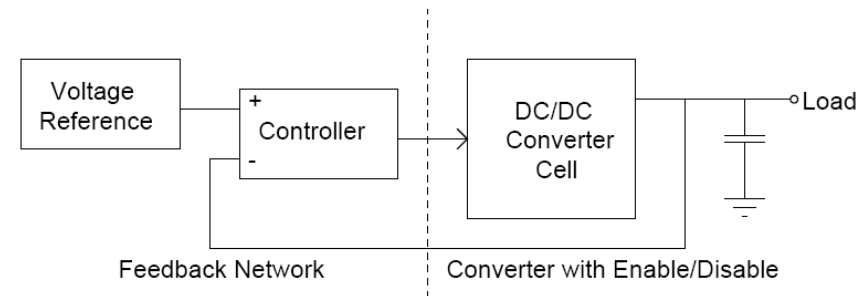 Voltage
Reference
+
Controller
-
DC/DC
Converter
Cell
Load
Feedback Network
Converter with Enable/Disable